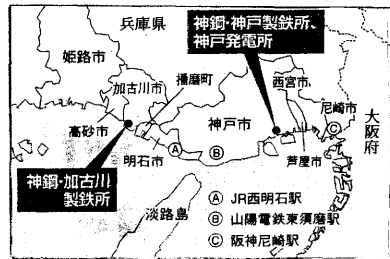 兵庫県
神鋼・神戸製鉄所、
神戸発電所
姫路市
加古川市
播磨町
西宮市
尼崎市
大阪府
高砂市
明石市
神戸市
芦屋市
Ⓐ
Ⓑ
Ⓒ
神鋼・加古川
製鉄所
淡路島
Ⓐ JR西明石駅
Ⓑ 山陽電鉄東須磨駅
Ⓒ 阪神尼崎駅